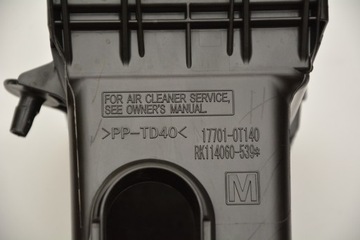 FOR AIR CLEANER SERVICE,
SEE OWNER'S MANUAL.
>PP-TD40<
17701-0T140
RK114060-539*
M